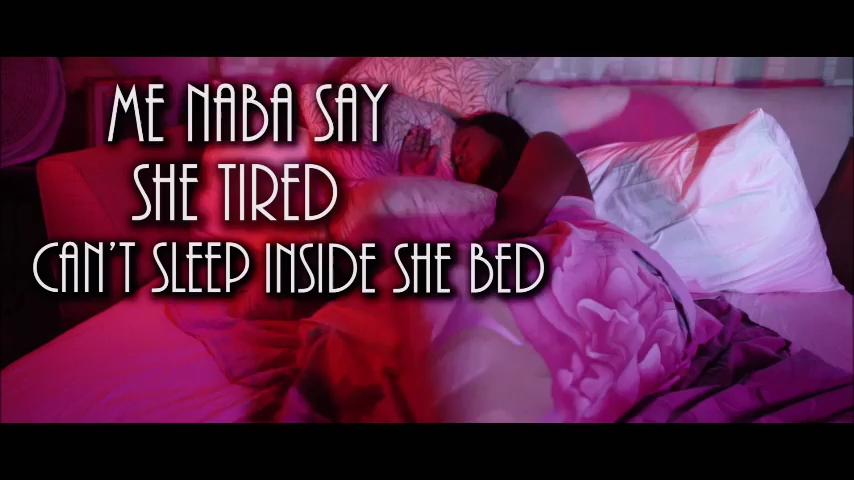 ME NABA SAY
SHE TIRED
CAN'T SLEEP INSIDE SHE BED